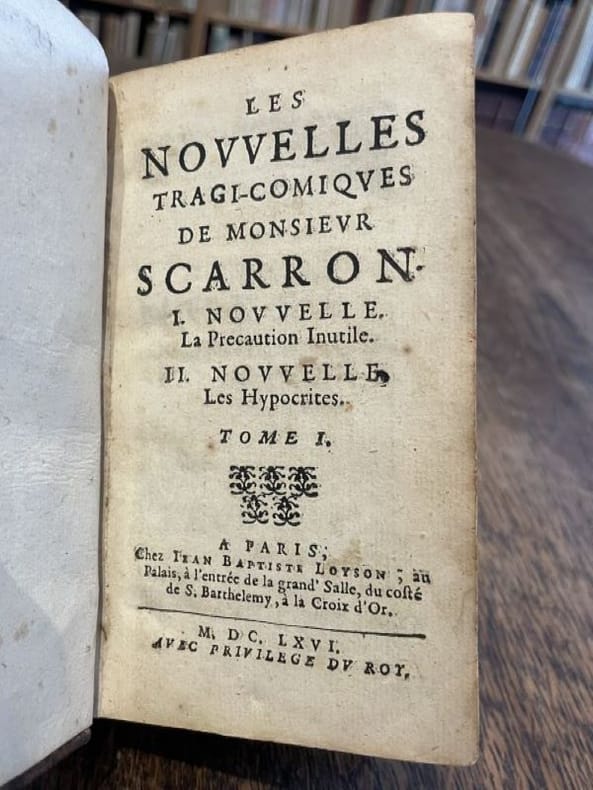 LES
NOVVELLES
TRAGI-COMIQVES
DE MONSIEVR
SCARRON.
I. NOVVELLE.
La Precaution Inutile.
II. NOVVELLE,
Les Hypocrites.
TOME I.
A PARIS,
Chez IEAN BAPTISTE LOYSON, au
Palais, à l'entrée de la grand' Salle, du costé
de S. Barthelemy, à la Croix d'Or.
M. DC. LXVI.
AVEC PRIVILEGE DV ROY.